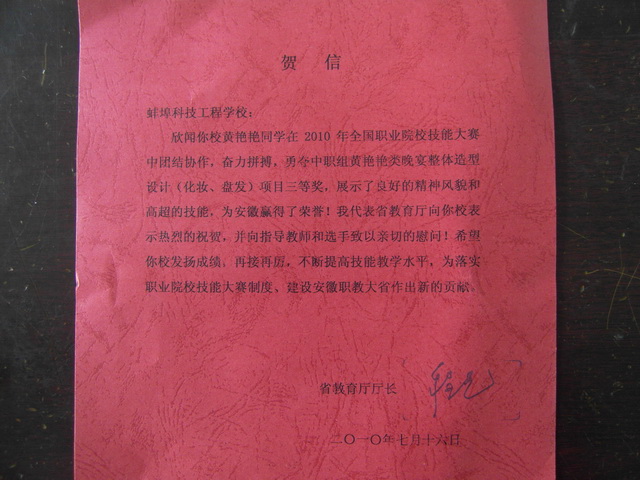 贺 信
蚌埠科技工程学校：
欣闻你校黄艳艳同学在 2010 年全国职业院校技能大赛
中团结协作，奋力拼搏，勇夺中职组黄艳艳类晚宴整体造型
设计（化妆、盘发）项目三等奖，展示了良好的精神风貌和
高超的技能，为安徽赢得了荣誉！我代表省教育厅向你校表
示热烈的祝贺，并向指导教师和选手致以亲切的慰问！希望
你校发扬成绩，再接再厉，不断提高技能教学水平，为落实
职业院校技能大赛制度、建设安徽职教大省作出新的贡献。
省教育厅厅长
二〇一〇年七月十六日